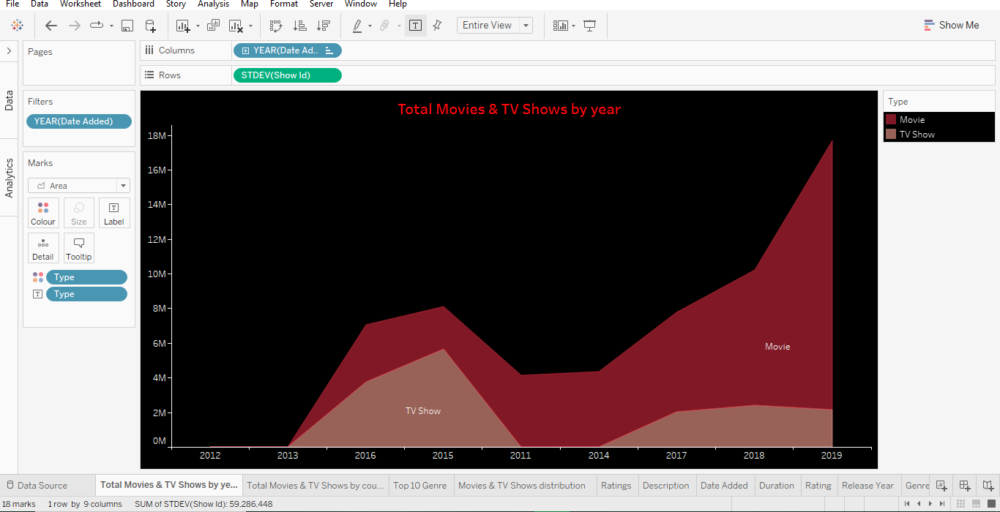 File Data Worksheet Dashboard Story Analysis Map Format Server Window Help
T Entire View Show Me
Pages
Columns YEAR(Date Ad..
Rows STDEV(Show Id)
Data
Analytics
Filters
YEAR(Date Added)
Marks
Area
Colour Size T Label
Detail Tooltip
Type
T Type
Total Movies & TV Shows by year
18M
16M
14M
12M
10M
8M
6M
4M
2M
0M
Movie
TV Show
2012 2013 2016 2015 2011 2014 2017 2018 2019
Type
Movie
TV Show
Data Source Total Movies & TV Shows by ye... Total Movies & TV Shows by cou... Top 10 Genre Movies & TV Shows distribution Ratings Description Date Added Duration Rating Release Year Genre
18 marks 1 row by 9 columns SUM of STDEV(Show Id): 59,286,448